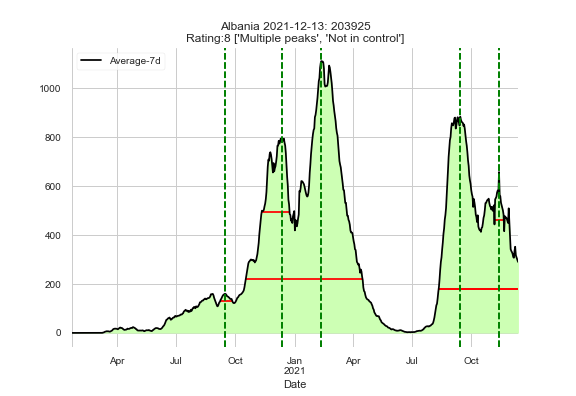 Albania 2021-12-13: 203925
Rating:8 ['Multiple peaks', 'Not in control']
Average-7d
1000
800
600
400
200
0
Apr
Jul
Oct
Jan
2021
Apr
Jul
Oct
Date